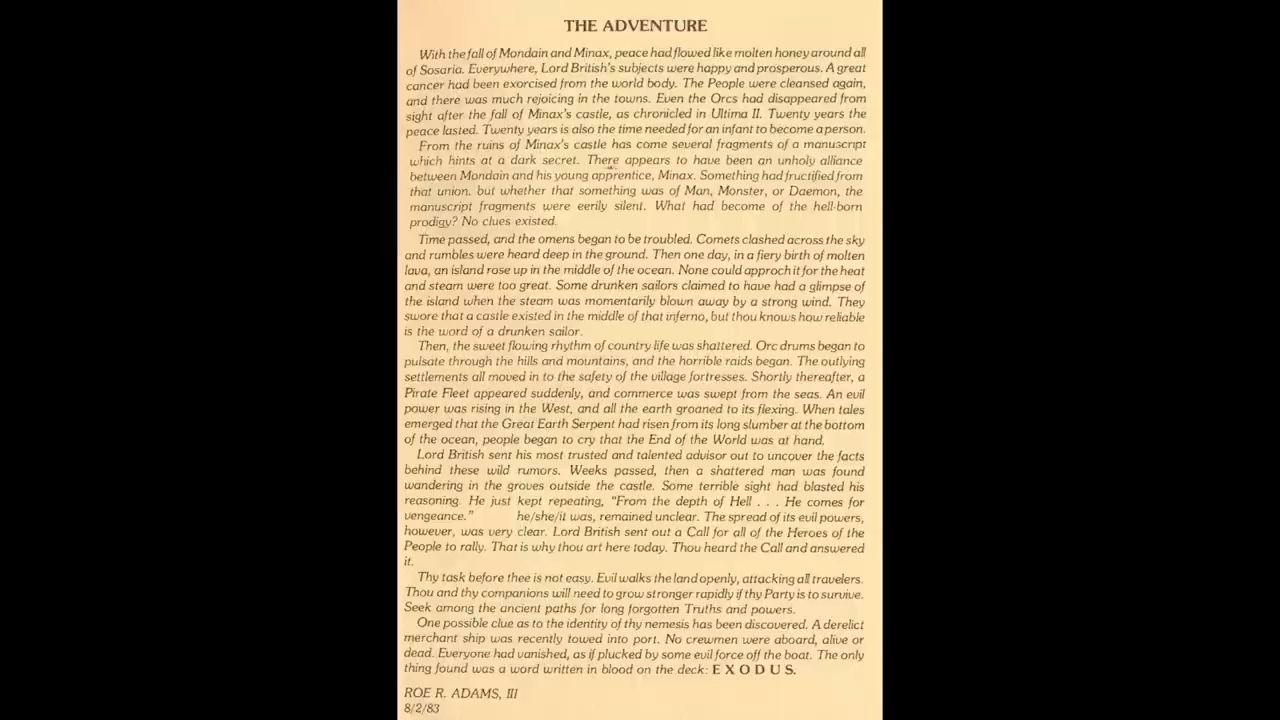 THE ADVENTURE
With the fall of Mondain and Minax, peace had flowed like molten honey around all
of Sosaria. Everywhere, Lord British's subjects were happy and prosperous. A great
cancer had been exorcised from the world body. The People were cleansed again,
and there was much rejoicing in the towns. Even the Orcs had disappeared from
sight after the fall of Minax's castle, as chronicled in Ultima II. Twenty years the
peace lasted. Twenty years is also the time needed for an infant to become a person.
From the ruins of Minax's castle has come several fragments of a manuscript
which hints at a dark secret. There appears to have been an unholy alliance
between Mondain and his young apprentice, Minax. Something had fructified from
that union. but whether that something was of Man, Monster, or Daemon, the
manuscript fragments were eerily silent. What had become of the hell-born
prodigy? No clues existed.
Time passed, and the omens began to be troubled. Comets clashed across the sky
and rumbles were heard deep in the ground. Then one day, in a fiery birth of molten
lava, an island rose up in the middle of the ocean. None could approch it for the heat
and steam were too great. Some drunken sailors claimed to have had a glimpse of
the island when the steam was momentarily blown away by a strong wind. They
swore that a castle existed in the middle of that inferno, but thou knows how reliable
is the word of a drunken sailor.
Then, the sweet flowing rhythm of country life was shattered. Orc drums began to
pulsate through the hills and mountains, and the horrible raids began. The outlying
settlements all moved in to the safety of the village fortresses. Shortly thereafter, a
Pirate Fleet appeared suddenly, and commerce was swept from the seas. An evil
power was rising in the West, and all the earth groaned to its flexing. When tales
emerged that the Great Earth Serpent had risen from its long slumber at the bottom
of the ocean, people began to cry that the End of the World was at hand.
Lord British sent his most trusted and talented advisor out to uncover the facts
behind these wild rumors. Weeks passed, then a shattered man was found
wandering in the groves outside the castle. Some terrible sight had blasted his
reasoning. He just kept repeating, "From the depth of Hell . . . He comes for
vengeance." he/she/it was, remained unclear. The spread of its evil powers,
however, was very clear. Lord British sent out a Call for all of the Heroes of the
People to rally. That is why thou art here today. Thou heard the Call and answered
it.
Thy task before thee is not easy. Evil walks the land openly, attacking all travelers.
Thou and thy companions will need to grow stronger rapidly if thy Party is to survive.
Seek among the ancient paths for long forgotten Truths and powers.
One possible clue as to the identity of thy nemesis has been discovered. A derelict
merchant ship was recently towed into port. No crewmen were aboard, alive or
dead. Everyone had vanished, as if plucked by some evil force off the boat. The only
thing found was a word written in blood on the deck: E X O D U S.
ROE R. ADAMS, III
8/2/83